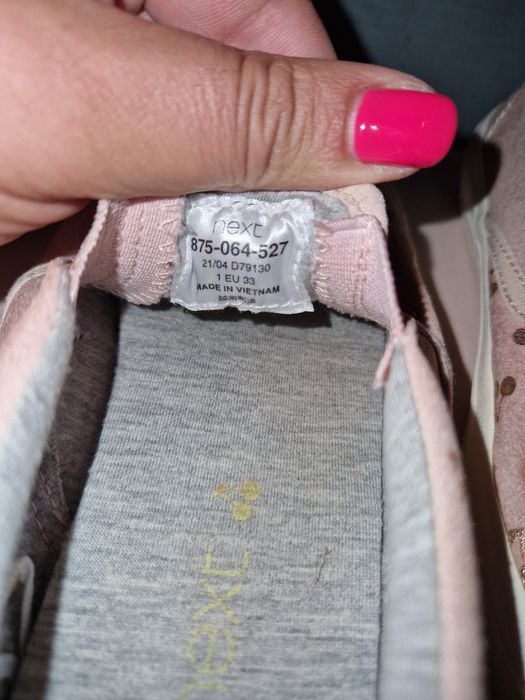 next
875-064-527
21/04 D79130
1 EU 33
MADE IN VIETNAM
next